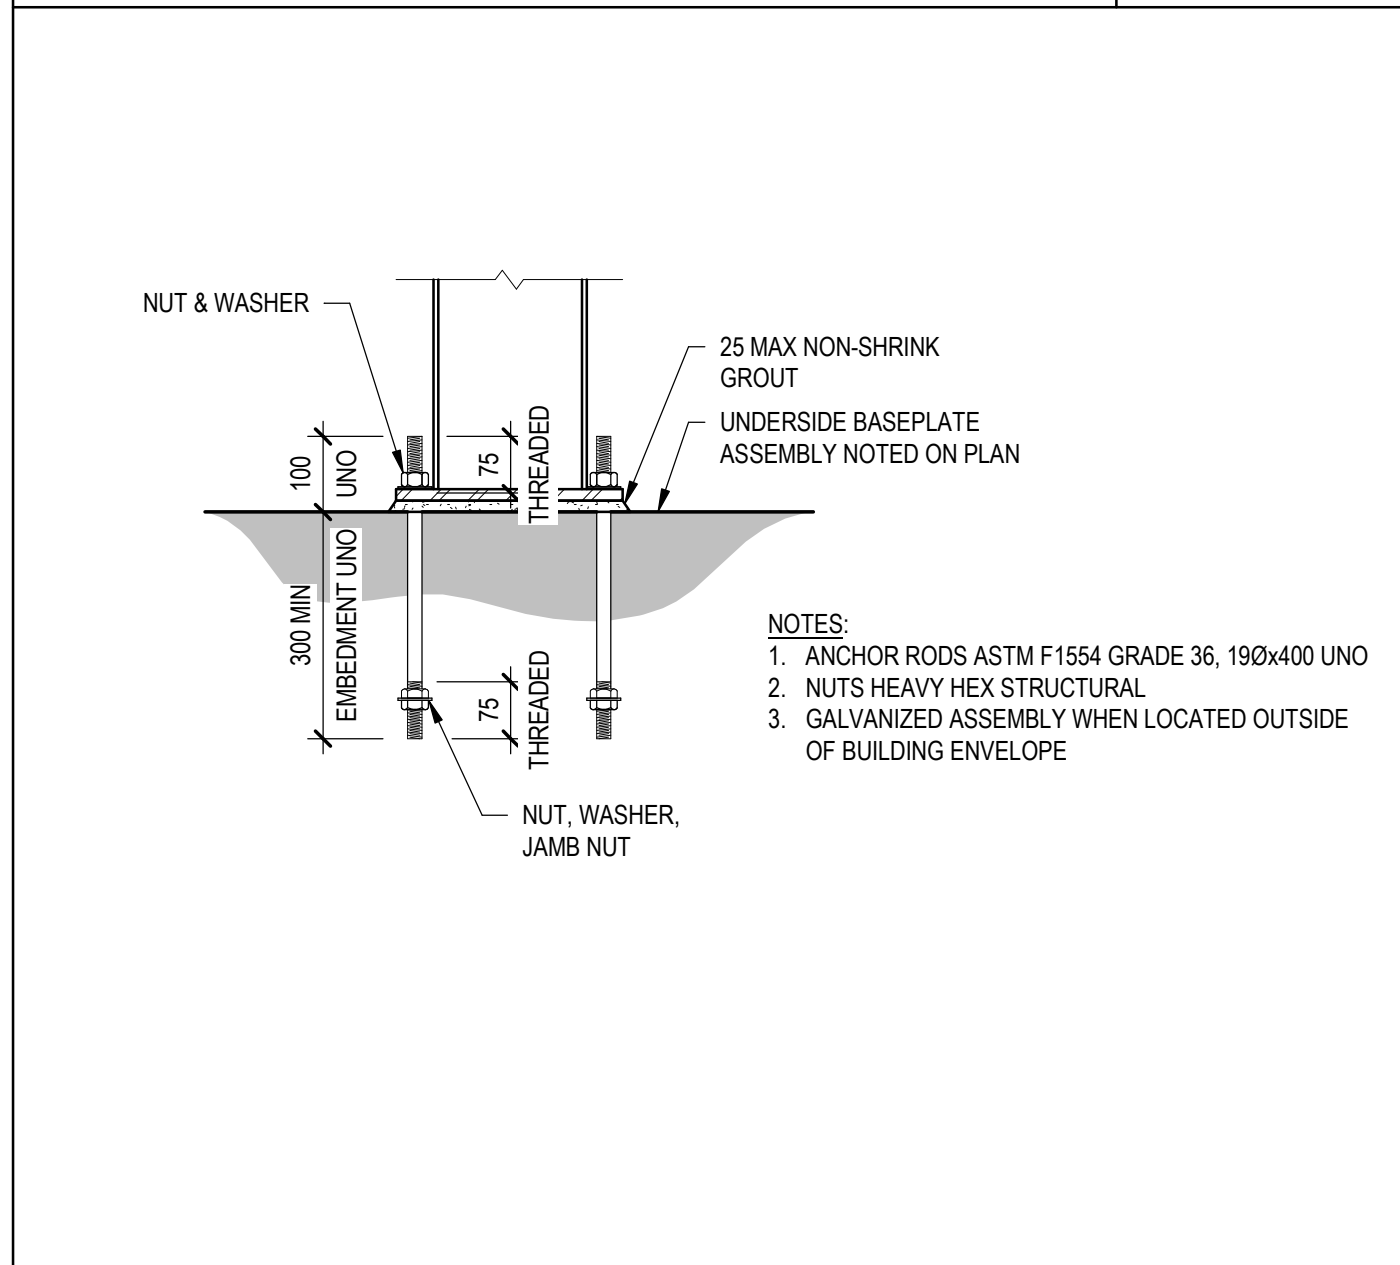 NUT & WASHER
25 MAX NON-SHRINK
GROUT
UNDERSIDE BASEPLATE
ASSEMBLY NOTED ON PLAN
100
UNO
75
THREADED
300 MIN
EMBEDMENT UNO
75
THREADED
NUT, WASHER,
JAMB NUT
NOTES:
1. ANCHOR RODS ASTM F1554 GRADE 36, 19Øx400 UNO
2. NUTS HEAVY HEX STRUCTURAL
3. GALVANIZED ASSEMBLY WHEN LOCATED OUTSIDE
OF BUILDING ENVELOPE